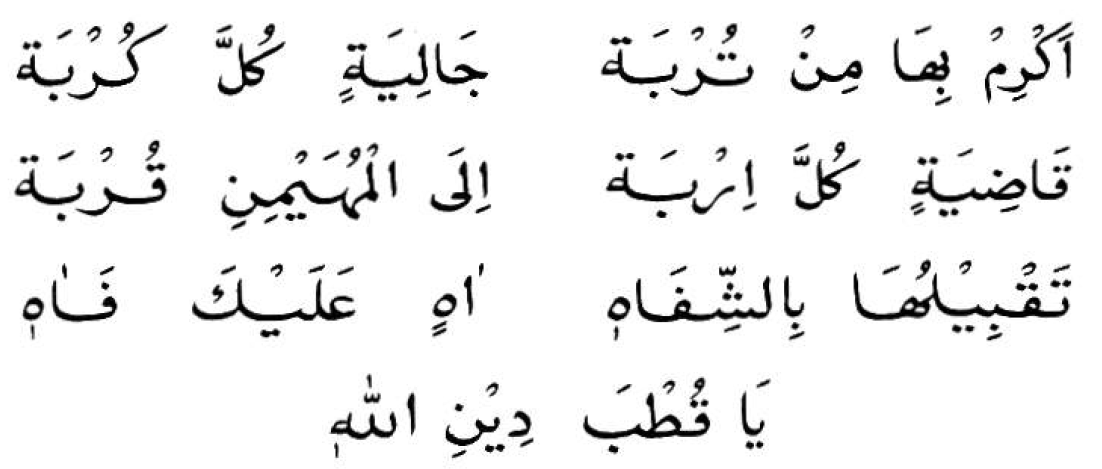 أَكْرِمْ بِهَا مِنْ تُرْبَة جَالِيَةٍ كُلَّ كُرْبَة
قَاضِيَةٍ كُلَّ اِرْبَة اِلَى الْمُهَيْمِنِ قُرْبَة
تَقْبِيْلُهَا بِالشِّفَاهٖ اٰهٍ عَلَيْكَ فَاهٖ
يَا قُطْبَ دِيْنِ اللهٖ